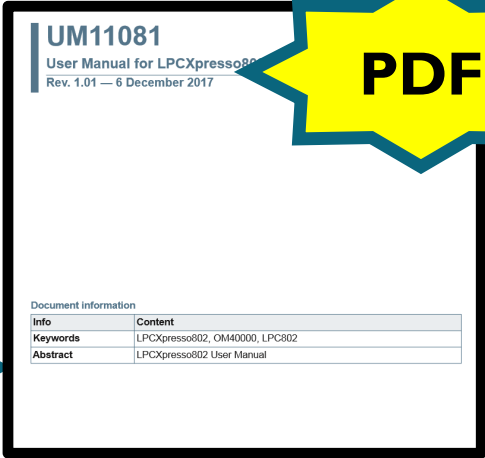 UM11081
User Manual for LPCXpresso80
Rev. 1.01 — 6 December 2017
PDF
Document information
Info Content
Keywords LPCXpresso802, OM40000, LPC802
Abstract LPCXpresso802 User Manual